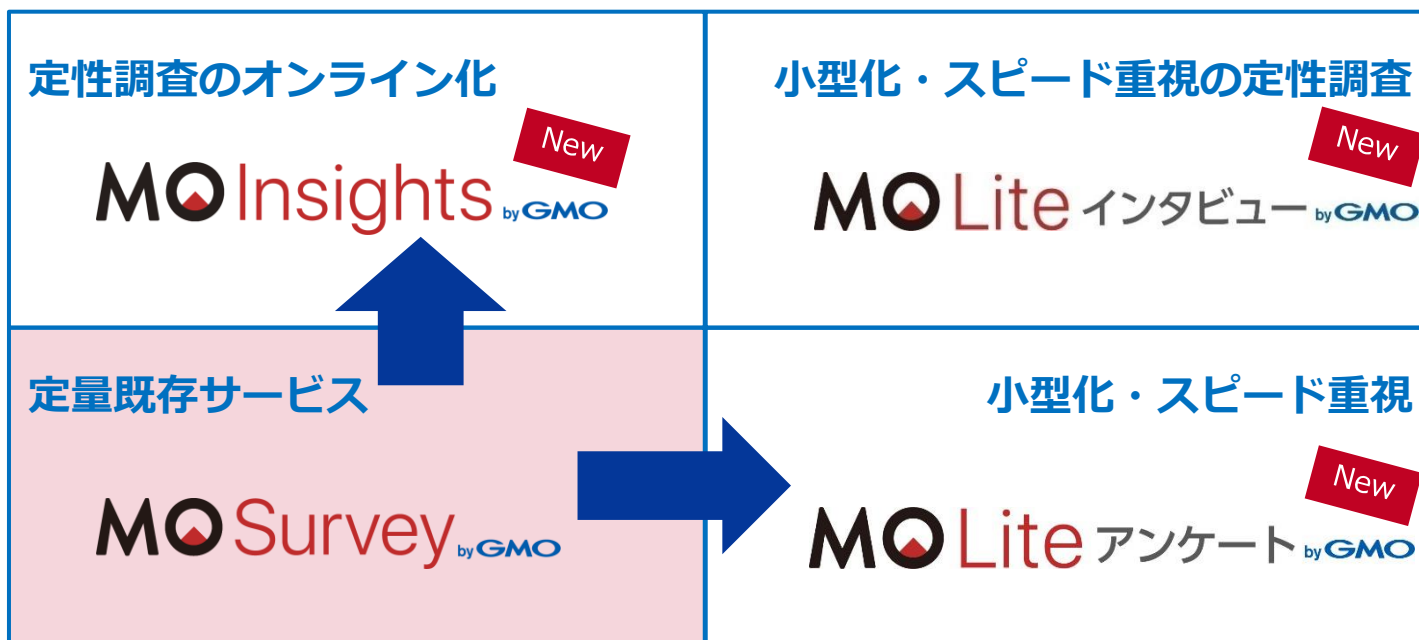 定性調査のオンライン化
New
MO Insights by GMO
小型化・スピード重視の定性調査
New
MO Lite インタビュー by GMO
定量既存サービス
MO Survey by GMO
小型化・スピード重視
New
MO Lite アンケート by GMO